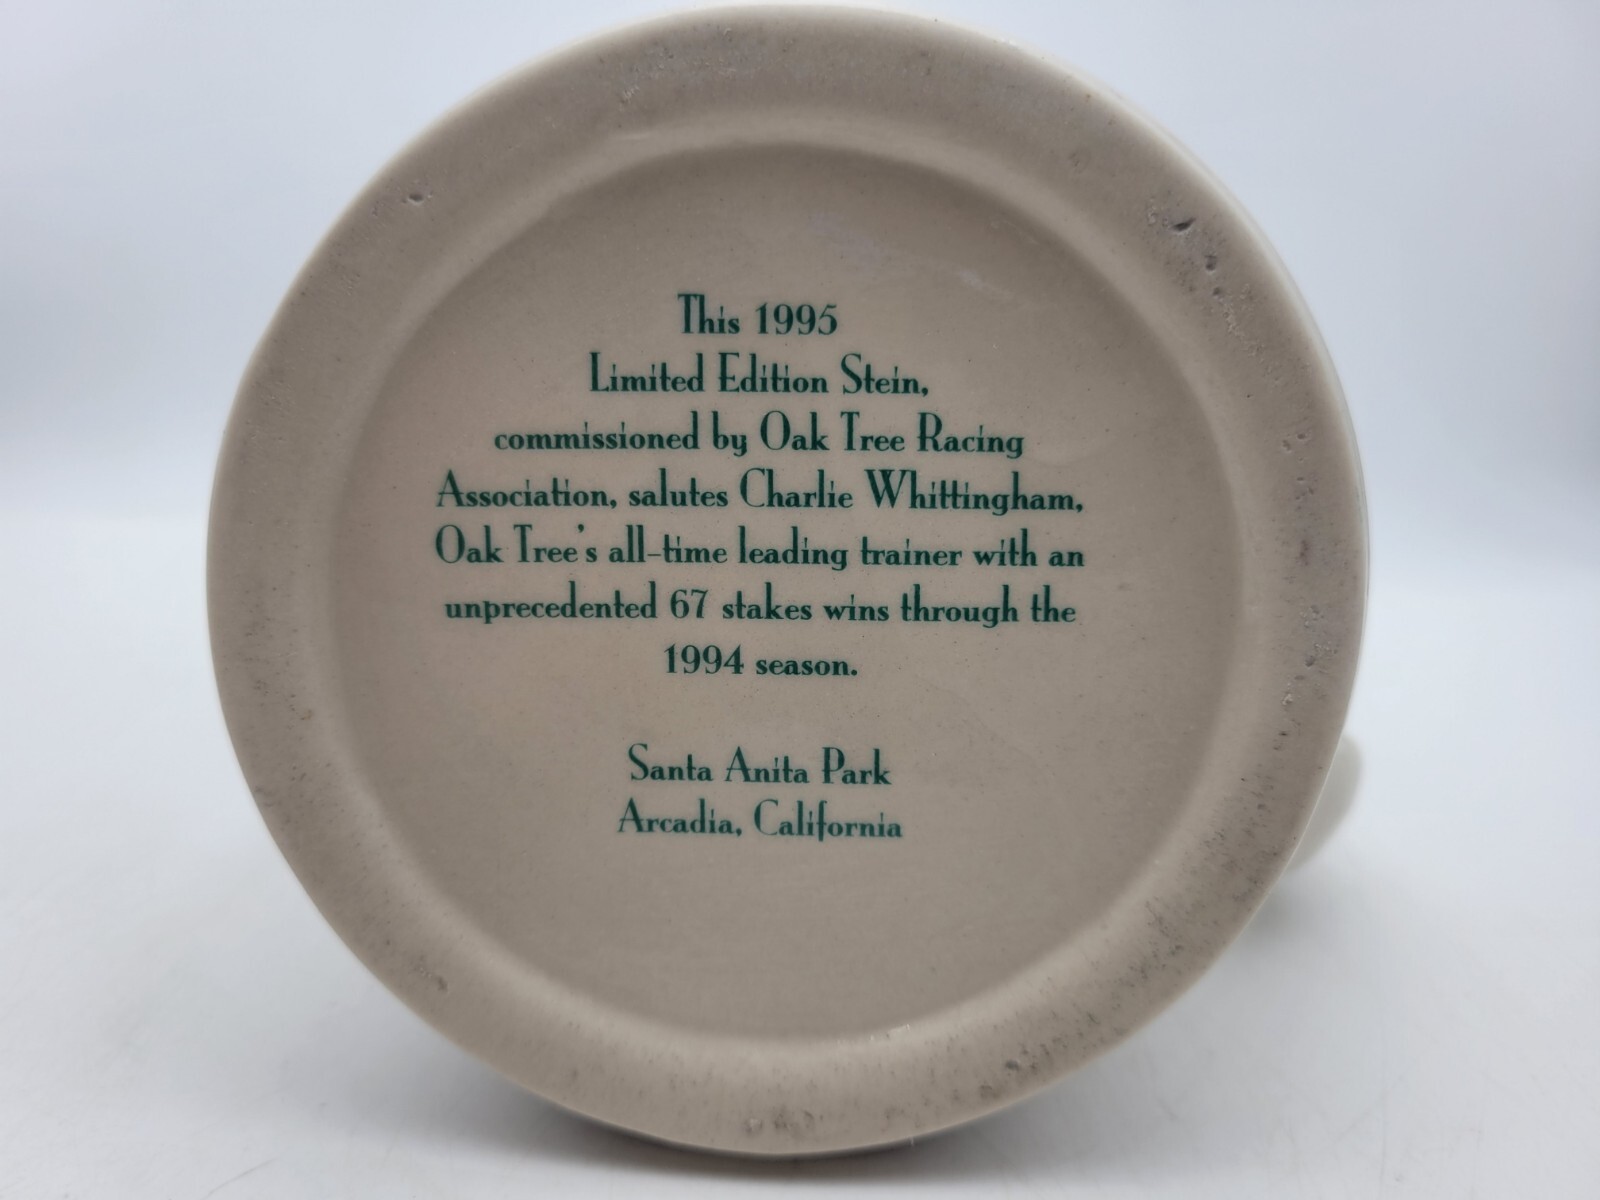 This 1995
Limited Edition Stein,
commissioned by Oak Tree Racing
Association, salutes Charlie Whittingham,
Oak Tree's all-time leading trainer with an
unprecedented 67 stakes wins through the
1994 season.
Santa Anita Park
Arcadia, California